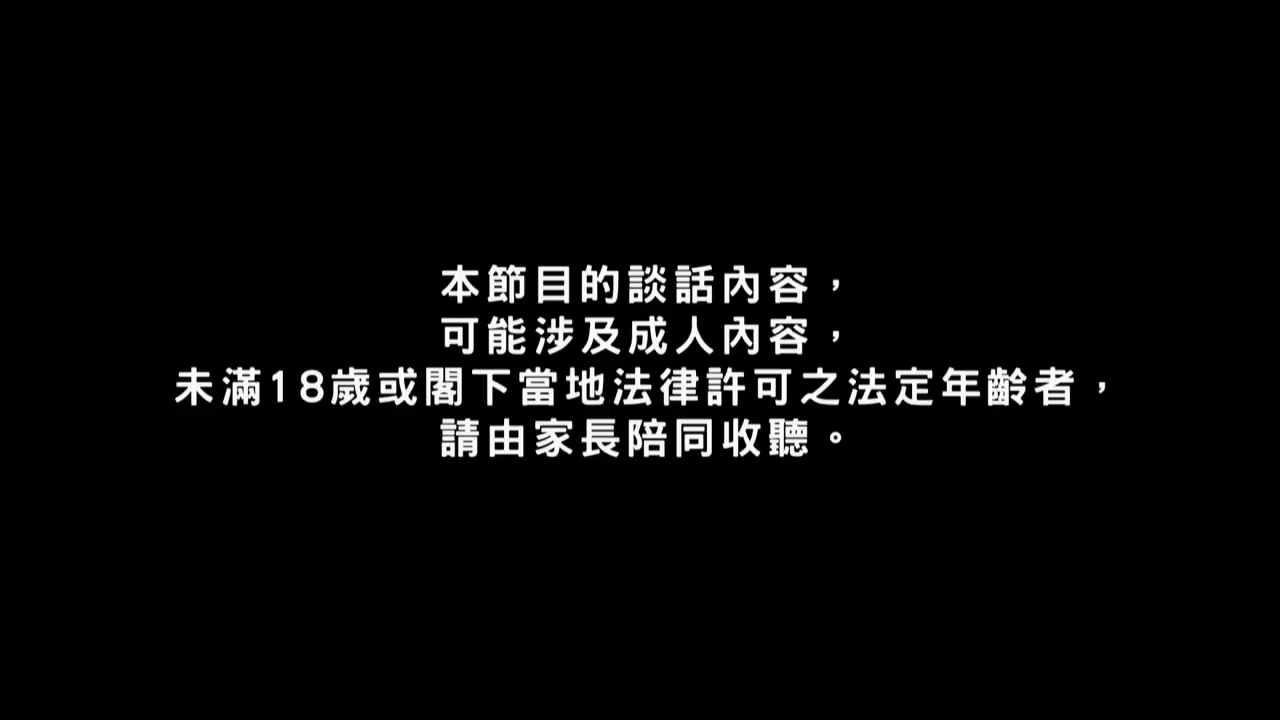 本節目的談話內容，
可能涉及成人內容，
未滿18歲或閣下當地法律許可之法定年齡者，
請由家長陪同收聽。